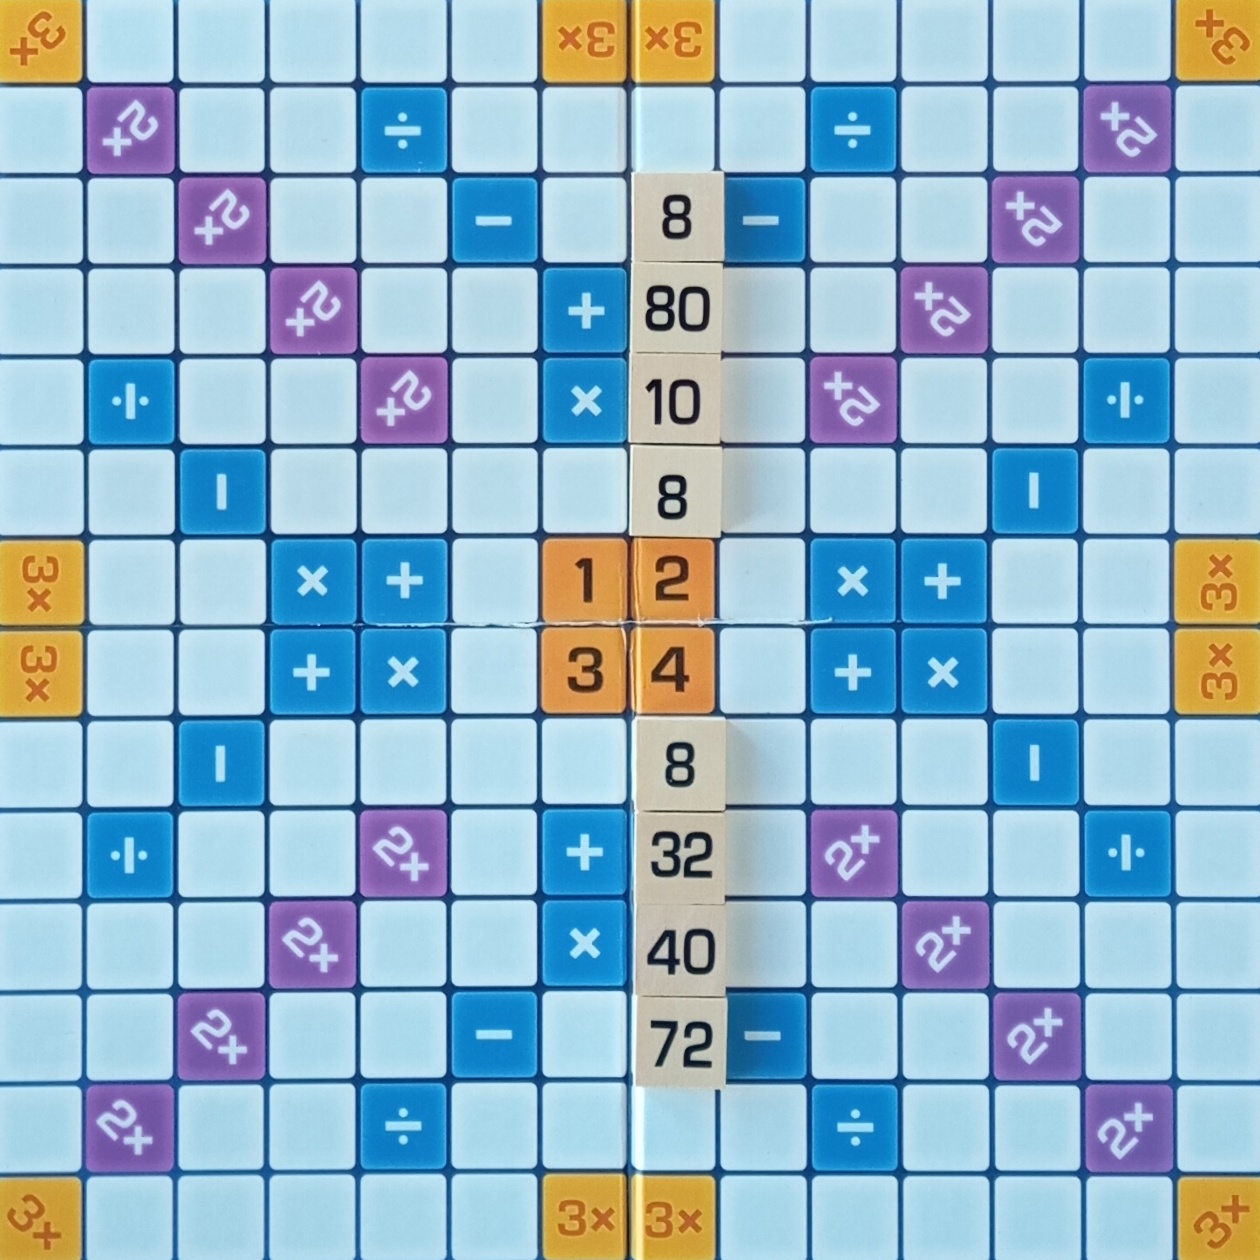 3× 3× 3× 3×
2× ÷ ÷ 2×
2× − 8 − 2×
2× + 80 2×
÷ 2× × 10 2× ÷
− 8 −
3× × + 1 2 × + 3×
3× + × 3 4 + × 3×
− 8 −
÷ 2× + 32 2× ÷
2× × 40 2×
2× − 72 − 2×
2× ÷ ÷ 2×
3× 3× 3× 3×